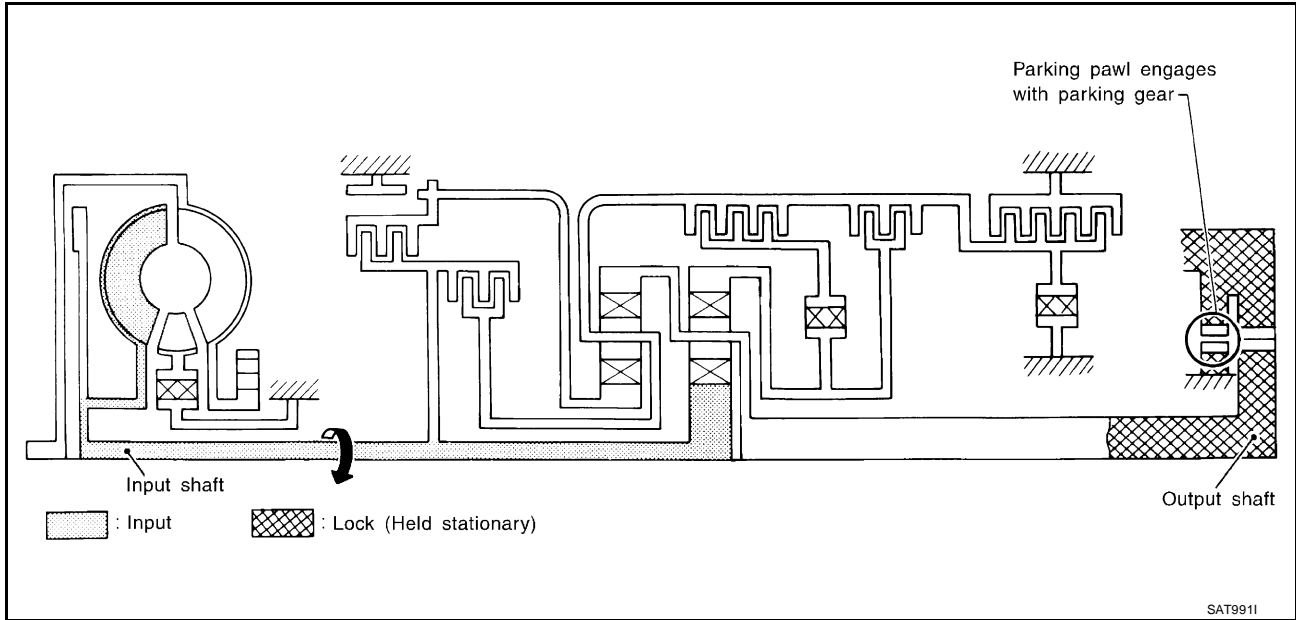 Parking pawl engages
with parking gear
Input shaft
Output shaft
: Input
: Lock (Held stationary)
SAT991I